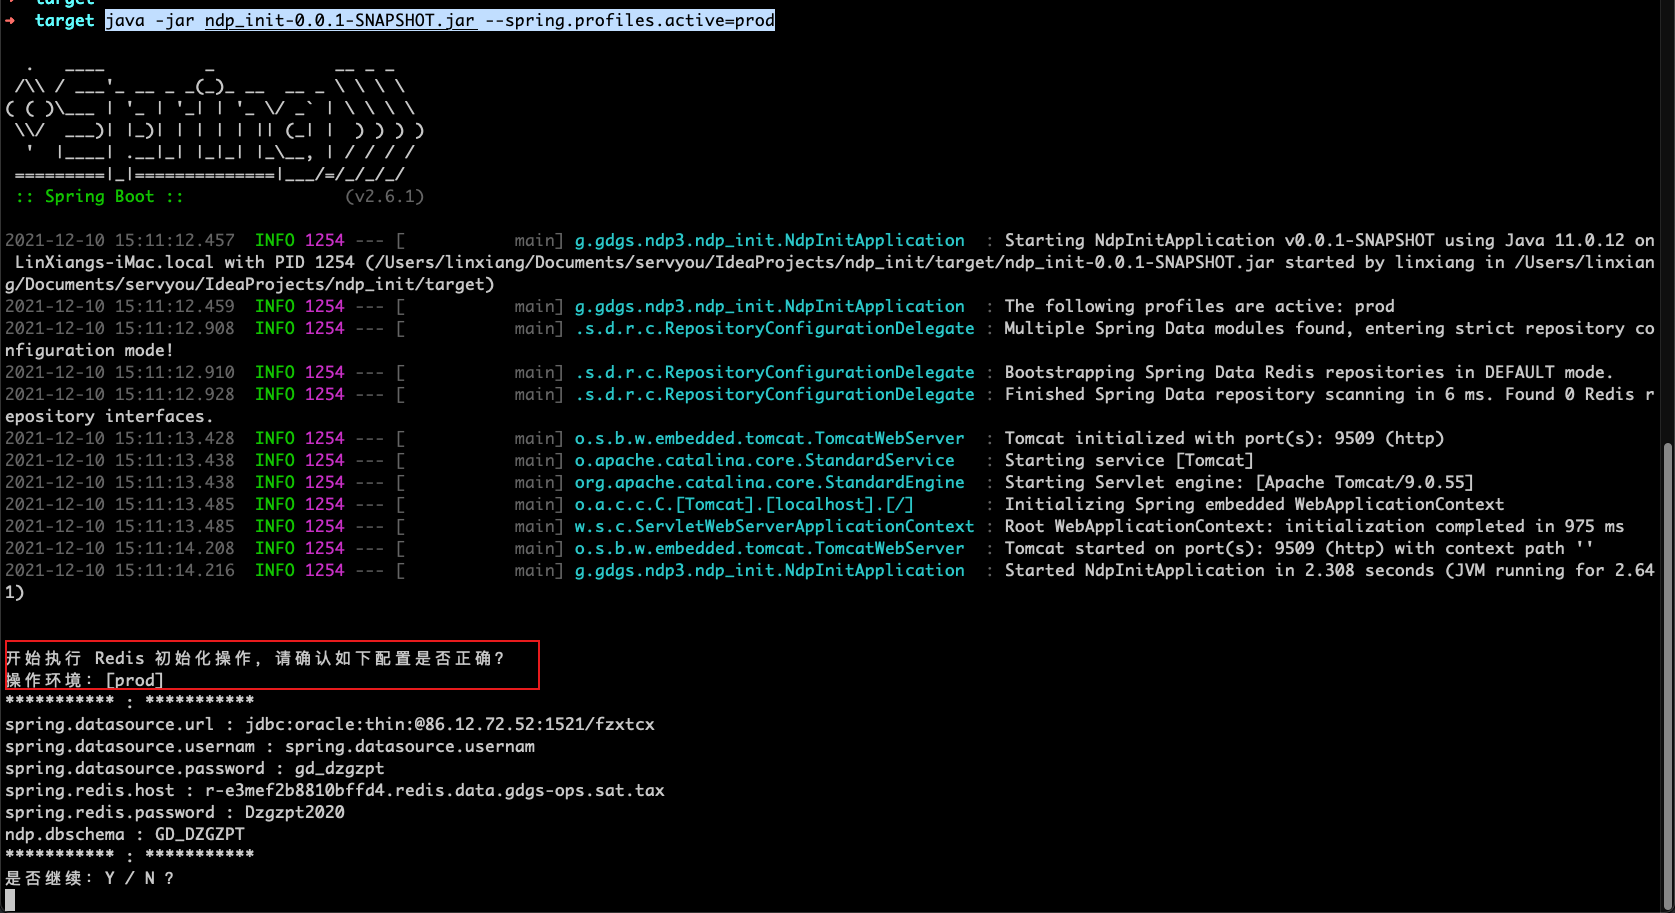 target
➜  target java -jar ndp_init-0.0.1-SNAPSHOT.jar --spring.profiles.active=prod
  .   ____          _            __ _ _
 /\\ / ___'_ __ _ _(_)_ __  __ _ \ \ \ \
( ( )\___ | '_ | '_| | '_ \/ _` | \ \ \ \
 \\/  ___)| |_)| | | | | || (_| |  ) ) ) )
  '  |____| .__|_| |_|_| |_\__, | / / / /
 =========|_|==============|___/=/_/_/_/
 :: Spring Boot ::                (v2.6.1)
2021-12-10 15:11:12.457  INFO 1254 --- [           main] g.gdgs.ndp3.ndp_init.NdpInitApplication  : Starting NdpInitApplication v0.0.1-SNAPSHOT using Java 11.0.12 on
 LinXiangs-iMac.local with PID 1254 (/Users/linxiang/Documents/servyou/IdeaProjects/ndp_init/target/ndp_init-0.0.1-SNAPSHOT.jar started by linxiang in /Users/linxian
g/Documents/servyou/IdeaProjects/ndp_init/target)
2021-12-10 15:11:12.459  INFO 1254 --- [           main] g.gdgs.ndp3.ndp_init.NdpInitApplication  : The following profiles are active: prod
2021-12-10 15:11:12.908  INFO 1254 --- [           main] .s.d.r.c.RepositoryConfigurationDelegate : Multiple Spring Data modules found, entering strict repository co
nfiguration mode!
2021-12-10 15:11:12.910  INFO 1254 --- [           main] .s.d.r.c.RepositoryConfigurationDelegate : Bootstrapping Spring Data Redis repositories in DEFAULT mode.
2021-12-10 15:11:12.928  INFO 1254 --- [           main] .s.d.r.c.RepositoryConfigurationDelegate : Finished Spring Data repository scanning in 6 ms. Found 0 Redis r
epository interfaces.
2021-12-10 15:11:13.428  INFO 1254 --- [           main] o.s.b.w.embedded.tomcat.TomcatWebServer  : Tomcat initialized with port(s): 9509 (http)
2021-12-10 15:11:13.438  INFO 1254 --- [           main] o.apache.catalina.core.StandardService   : Starting service [Tomcat]
2021-12-10 15:11:13.438  INFO 1254 --- [           main] org.apache.catalina.core.StandardEngine  : Starting Servlet engine: [Apache Tomcat/9.0.55]
2021-12-10 15:11:13.485  INFO 1254 --- [           main] o.a.c.c.C.[Tomcat].[localhost].[/]       : Initializing Spring embedded WebApplicationContext
2021-12-10 15:11:13.485  INFO 1254 --- [           main] w.s.c.ServletWebServerApplicationContext : Root WebApplicationContext: initialization completed in 975 ms
2021-12-10 15:11:14.208  INFO 1254 --- [           main] o.s.b.w.embedded.tomcat.TomcatWebServer  : Tomcat started on port(s): 9509 (http) with context path ''
2021-12-10 15:11:14.216  INFO 1254 --- [           main] g.gdgs.ndp3.ndp_init.NdpInitApplication  : Started NdpInitApplication in 2.308 seconds (JVM running for 2.64
1)
开始执行 Redis 初始化操作，请确认如下配置是否正确？
操作环境：[prod]
*********** : ***********
spring.datasource.url : jdbc:oracle:thin:@86.12.72.52:1521/fzxtcx
spring.datasource.usernam : spring.datasource.usernam
spring.datasource.password : gd_dzgzpt
spring.redis.host : r-e3mef2b8810bffd4.redis.data.gdgs-ops.sat.tax
spring.redis.password : Dzgzpt2020
ndp.dbschema : GD_DZGZPT
*********** : ***********
是否继续：Y / N ?